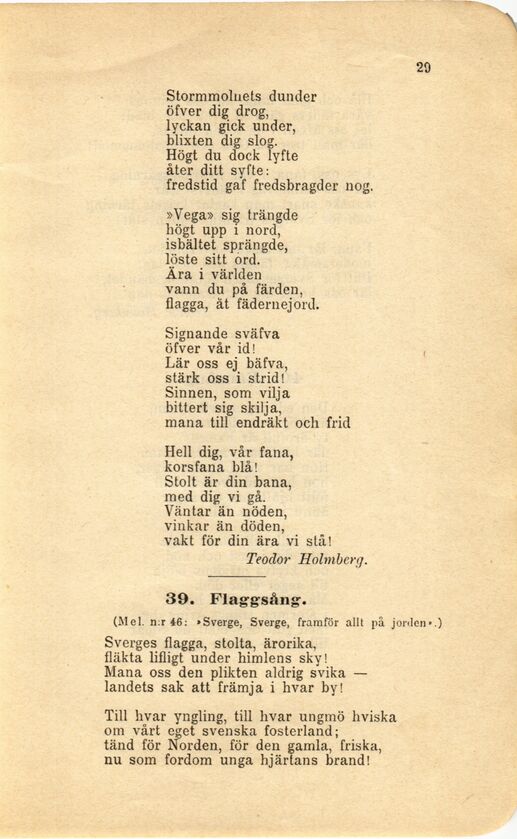 29
Stormmolnets dunder
öfver dig drog,
lyckan gick under,
blixten dig slog.
Högt du dock lyfte
åter ditt syfte:
fredstid gaf fredsbragder nog.
»Vega» sig trängde
högt upp i nord,
isbältet sprängde,
löste sitt ord.
Ära i världen
vann du på färden,
flagga, åt fädernejord.
Signande sväfva
öfver vår id!
Lär oss ej bäfva,
stärk oss i strid!
Sinnen, som vilja
bittert sig skilja,
mana till endräkt och frid
Hell dig, vår fana,
korsfana blå!
Stolt är din bana,
med dig vi gå.
Väntar än nöden,
vinkar än döden,
vakt för din ära vi stå!
Teodor Holmberg.
39. Flaggsång.
(Mel. n:r 46: »Sverge, Sverge, framför allt på jorden».)
Sverges flagga, stolta, ärorika,
fläkta lifligt under himlens sky!
Mana oss den plikten aldrig svika —
landets sak att främja i hvar by!
Till hvar yngling, till hvar ungmö hviska
om vårt eget svenska fosterland;
tänd för Norden, för den gamla, friska,
nu som fordom unga hjärtans brand!